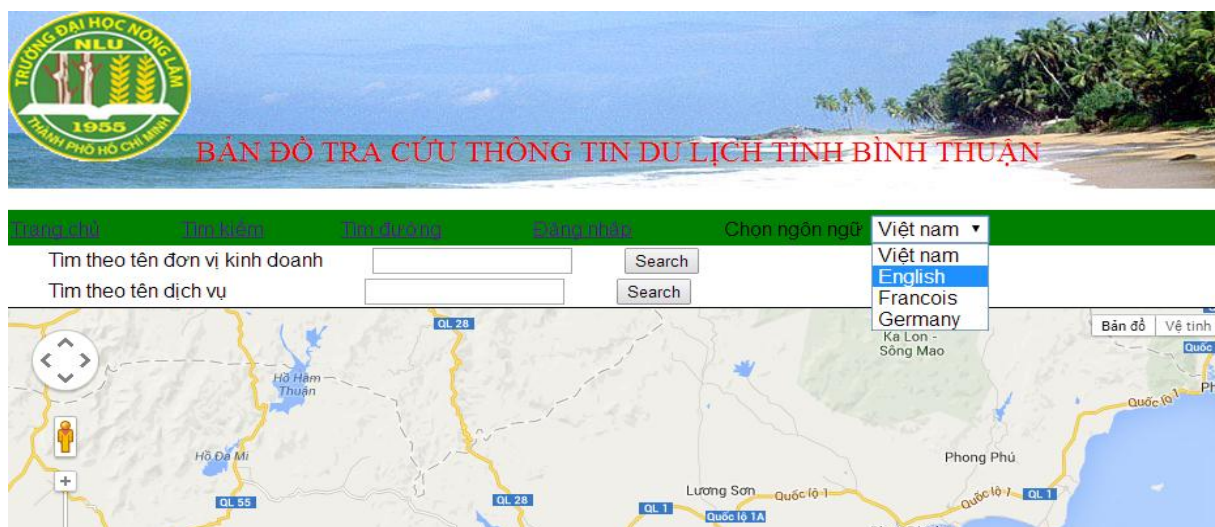 TRƯỜNG ĐẠI HỌC NÔNG LÂM
NLU
1955
THÀNH PHỐ HỒ CHÍ MINH
BẢN ĐỒ TRA CỨU THÔNG TIN DU LỊCH TỈNH BÌNH THUẬN
Trang chủ Tìm kiếm Tìm đường Đăng nhập Chọn ngôn ngữ Việt nam
Tìm theo tên đơn vị kinh doanh Search Việt nam
English
Tìm theo tên dịch vụ Search Francois
Germany
QL 28
Bản đồ Vệ tinh
Ka Lon -
Sông Mao
Quốc
Hồ Hàm
Thuận
Quốc lộ 1
Ph
Hồ Đa Mi
Phong Phú
Lương Sơn
Quốc lộ 1
Quốc lộ 1
QL 1
QL 55
QL 28
QL 1
Quốc lộ 1A